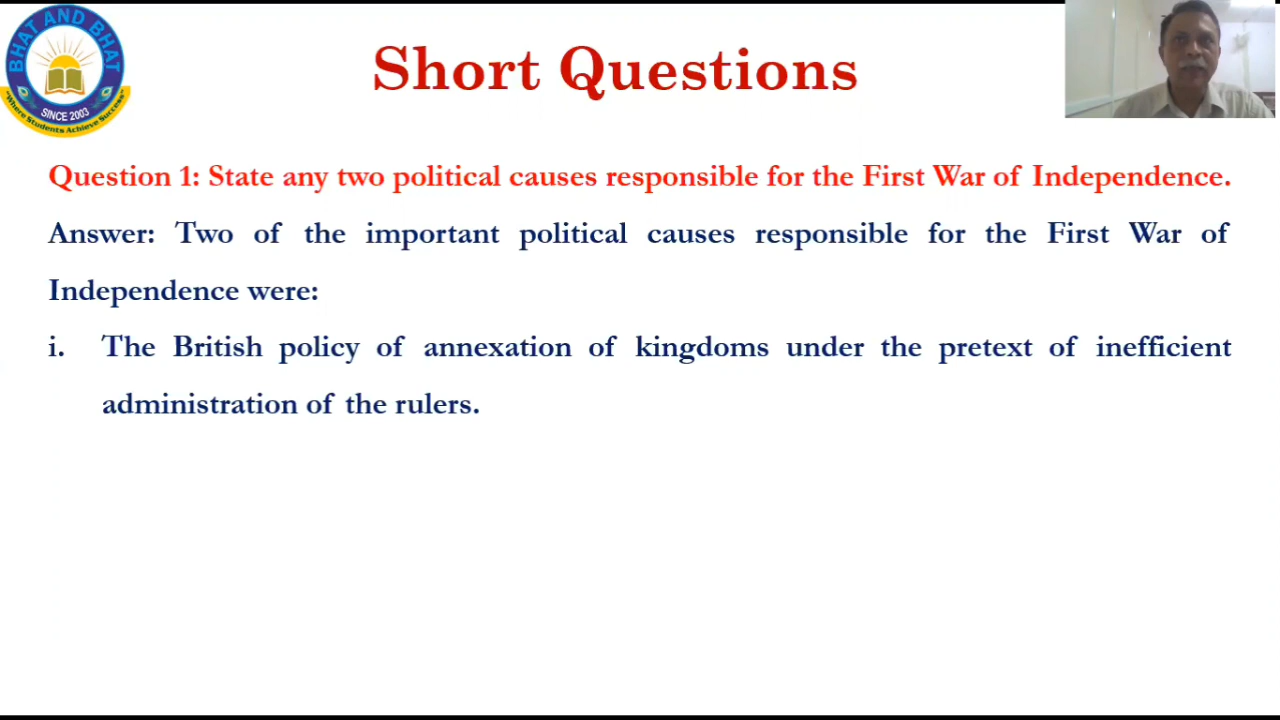 BHAT AND BHAT
SINCE 2003
"Where Students Achieve Success"
Short Questions
Question 1: State any two political causes responsible for the First War of Independence.
Answer: Two of the important political causes responsible for the First War of
Independence were:
i. The British policy of annexation of kingdoms under the pretext of inefficient
administration of the rulers.